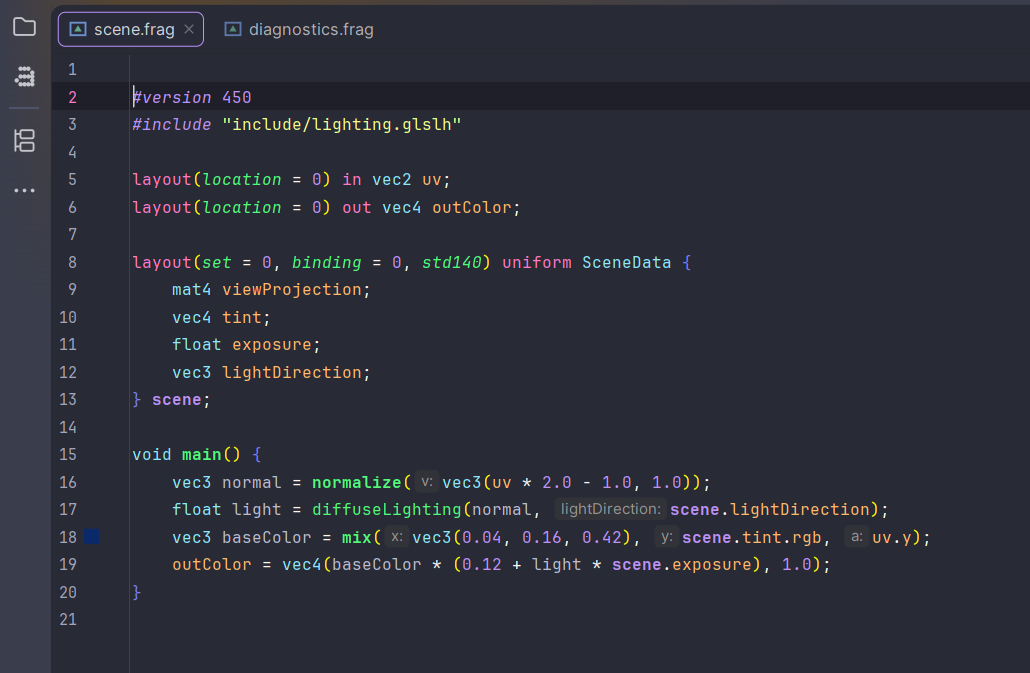 scene.frag
diagnostics.frag
1
2 #version 450
3 #include "include/lighting.glslh"
4
5 layout(location = 0) in vec2 uv;
6 layout(location = 0) out vec4 outColor;
7
8 layout(set = 0, binding = 0, std140) uniform SceneData {
9     mat4 viewProjection;
10     vec4 tint;
11     float exposure;
12     vec3 lightDirection;
13 } scene;
14
15 void main() {
16     vec3 normal = normalize( v: vec3(uv * 2.0 - 1.0, 1.0));
17     float light = diffuseLighting(normal, lightDirection: scene.lightDirection);
18     vec3 baseColor = mix( x: vec3(0.04, 0.16, 0.42), y: scene.tint.rgb, a: uv.y);
19     outColor = vec4(baseColor * (0.12 + light * scene.exposure), 1.0);
20 }
21